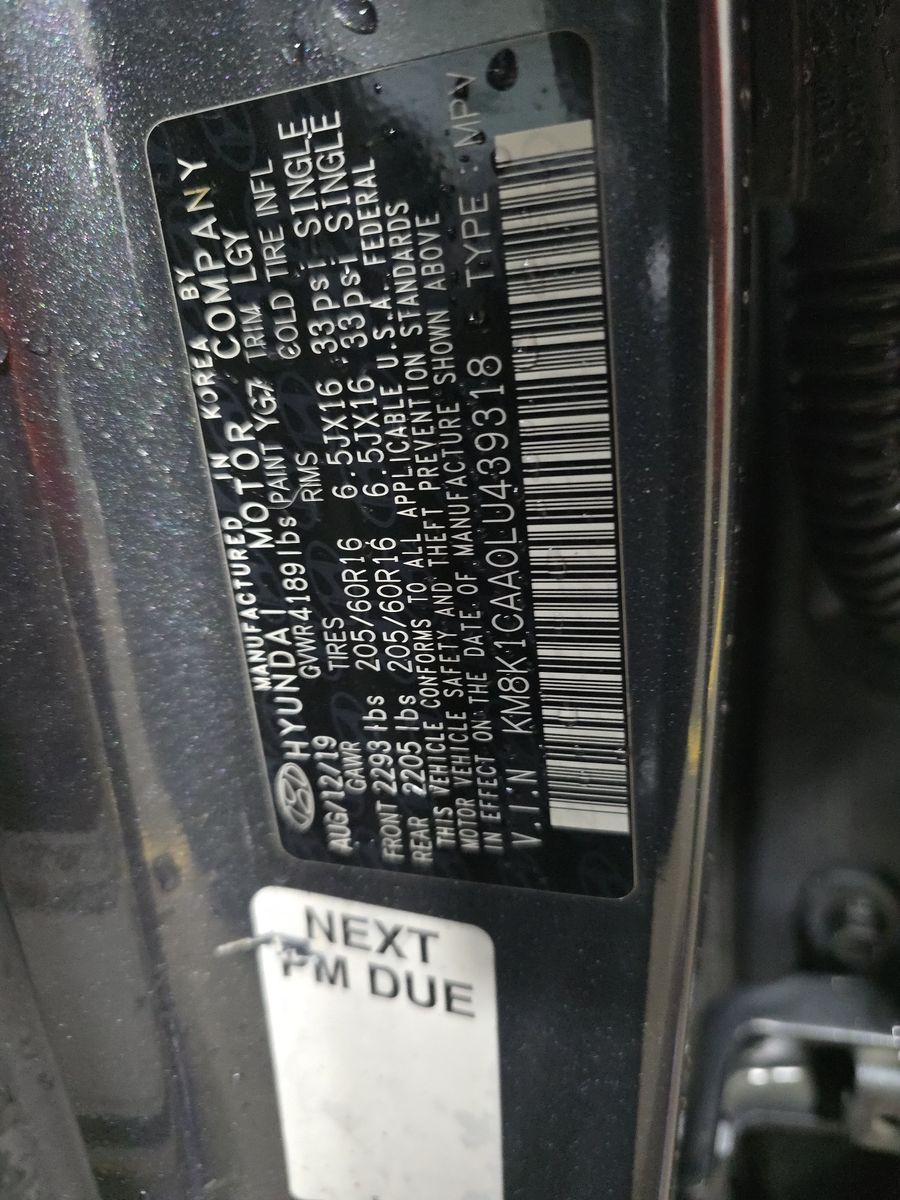 MANUFACTURED IN KOREA BY
HYUNDAI MOTOR COMPANY
AUG/12/19 GVWR 4189 lbs PAINT YG7 TRIM LGY
GAWR TIRES RIMS COLD TIRE INFL
FRONT 2293 lbs 205/60R16 6.5JX16 33psi SINGLE
REAR 2205 lbs 205/60R16 6.5JX16 33psi SINGLE
THIS VEHICLE CONFORMS TO ALL APPLICABLE U.S.A. FEDERAL
MOTOR VEHICLE SAFETY AND THEFT PREVENTION STANDARDS
IN EFFECT ON THE DATE OF MANUFACTURE SHOWN ABOVE
V.I.N KM8K1CAA0LU439318 TYPE MPV
NEXT
PM DUE